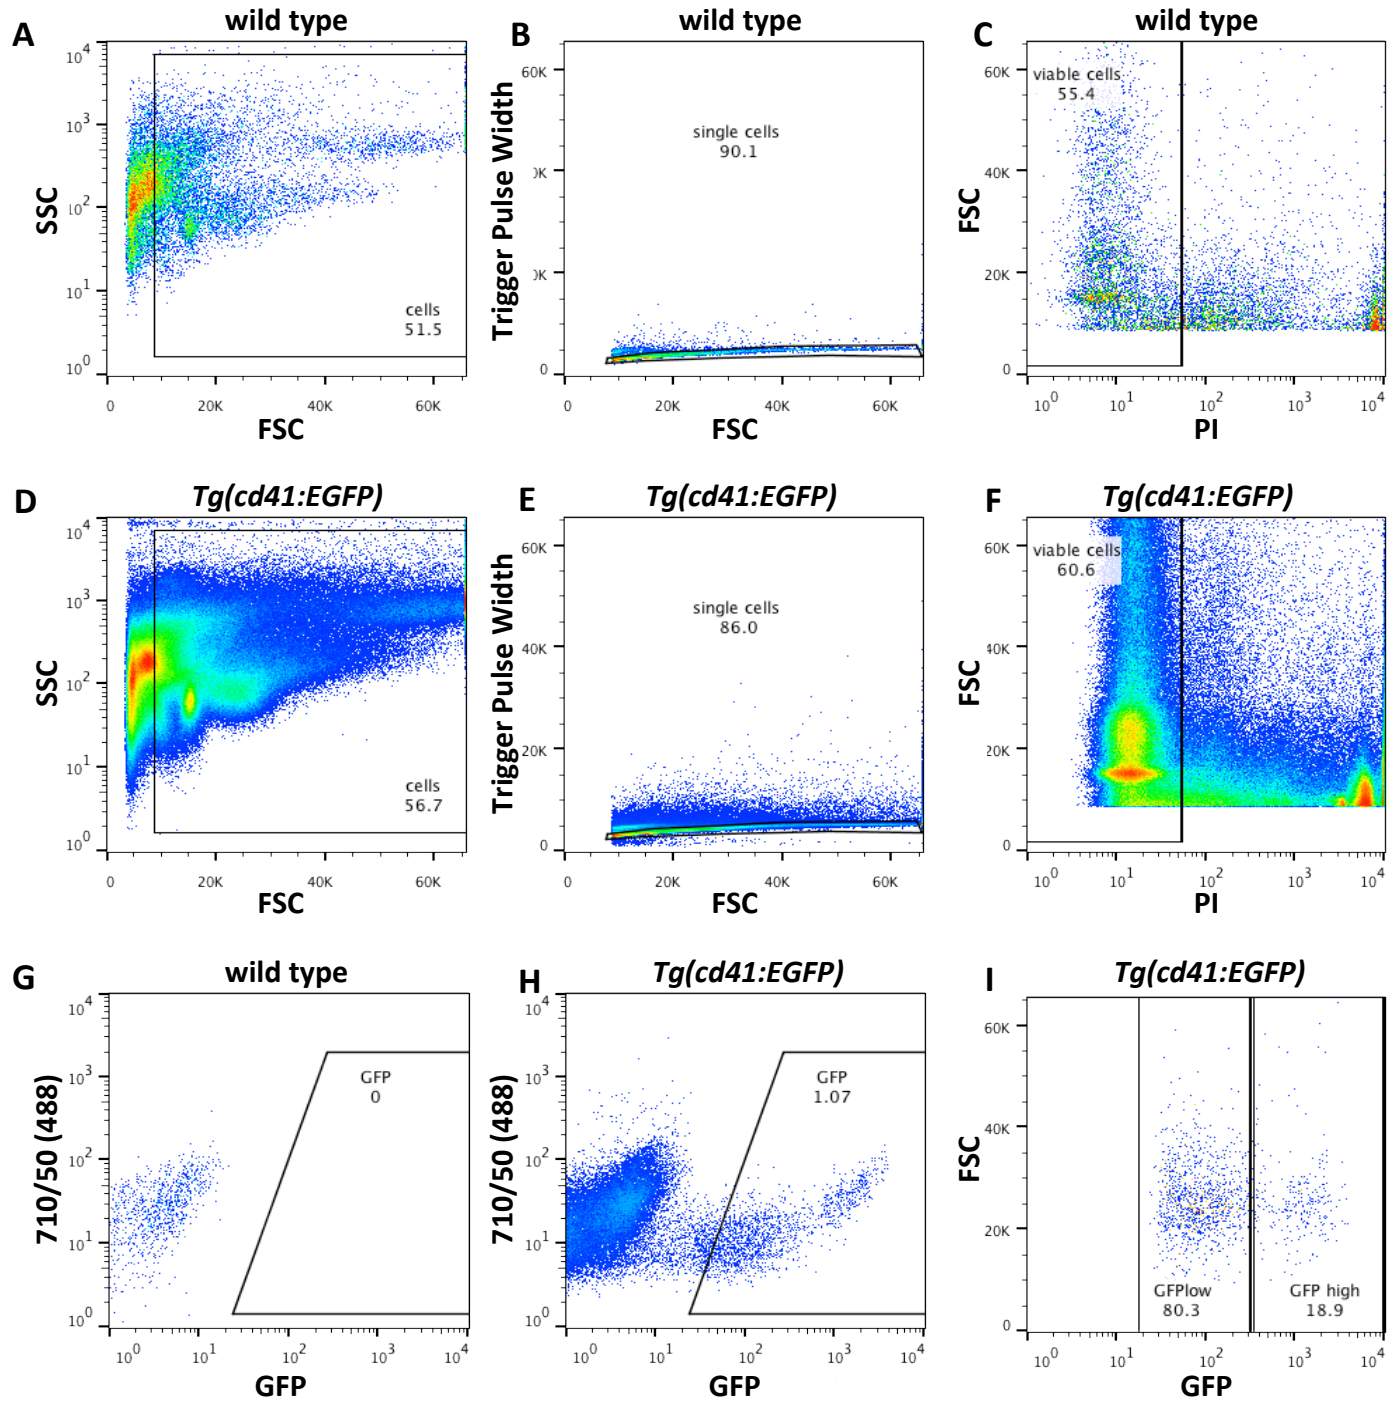 A wild type
SSC
10^4
10^3
10^2
10^1
10^0
cells
51.5
0 20K 40K 60K
FSC
B wild type
Trigger Pulse Width
60K
0
single cells
90.1
0 20K 40K 60K
FSC
C wild type
FSC
60K
40K
20K
0
viable cells
55.4
10^0 10^1 10^2 10^3 10^4
PI
D Tg(cd41:EGFP)
SSC
10^4
10^3
10^2
10^1
10^0
cells
56.7
0 20K 40K 60K
FSC
E Tg(cd41:EGFP)
Trigger Pulse Width
60K
40K
20K
0
single cells
86.0
0 20K 40K 60K
FSC
F Tg(cd41:EGFP)
FSC
60K
40K
20K
0
viable cells
60.6
10^0 10^1 10^2 10^3 10^4
PI
G wild type
710/50 (488)
10^4
10^3
10^2
10^1
10^0
GFP
0
10^0 10^1 10^2 10^3 10^4
GFP
H Tg(cd41:EGFP)
710/50 (488)
10^4
10^3
10^2
10^1
10^0
GFP
1.07
10^0 10^1 10^2 10^3 10^4
GFP
I Tg(cd41:EGFP)
FSC
60K
40K
20K
0
GFPlow
80.3
GFP high
18.9
10^0 10^1 10^2 10^3 10^4
GFP